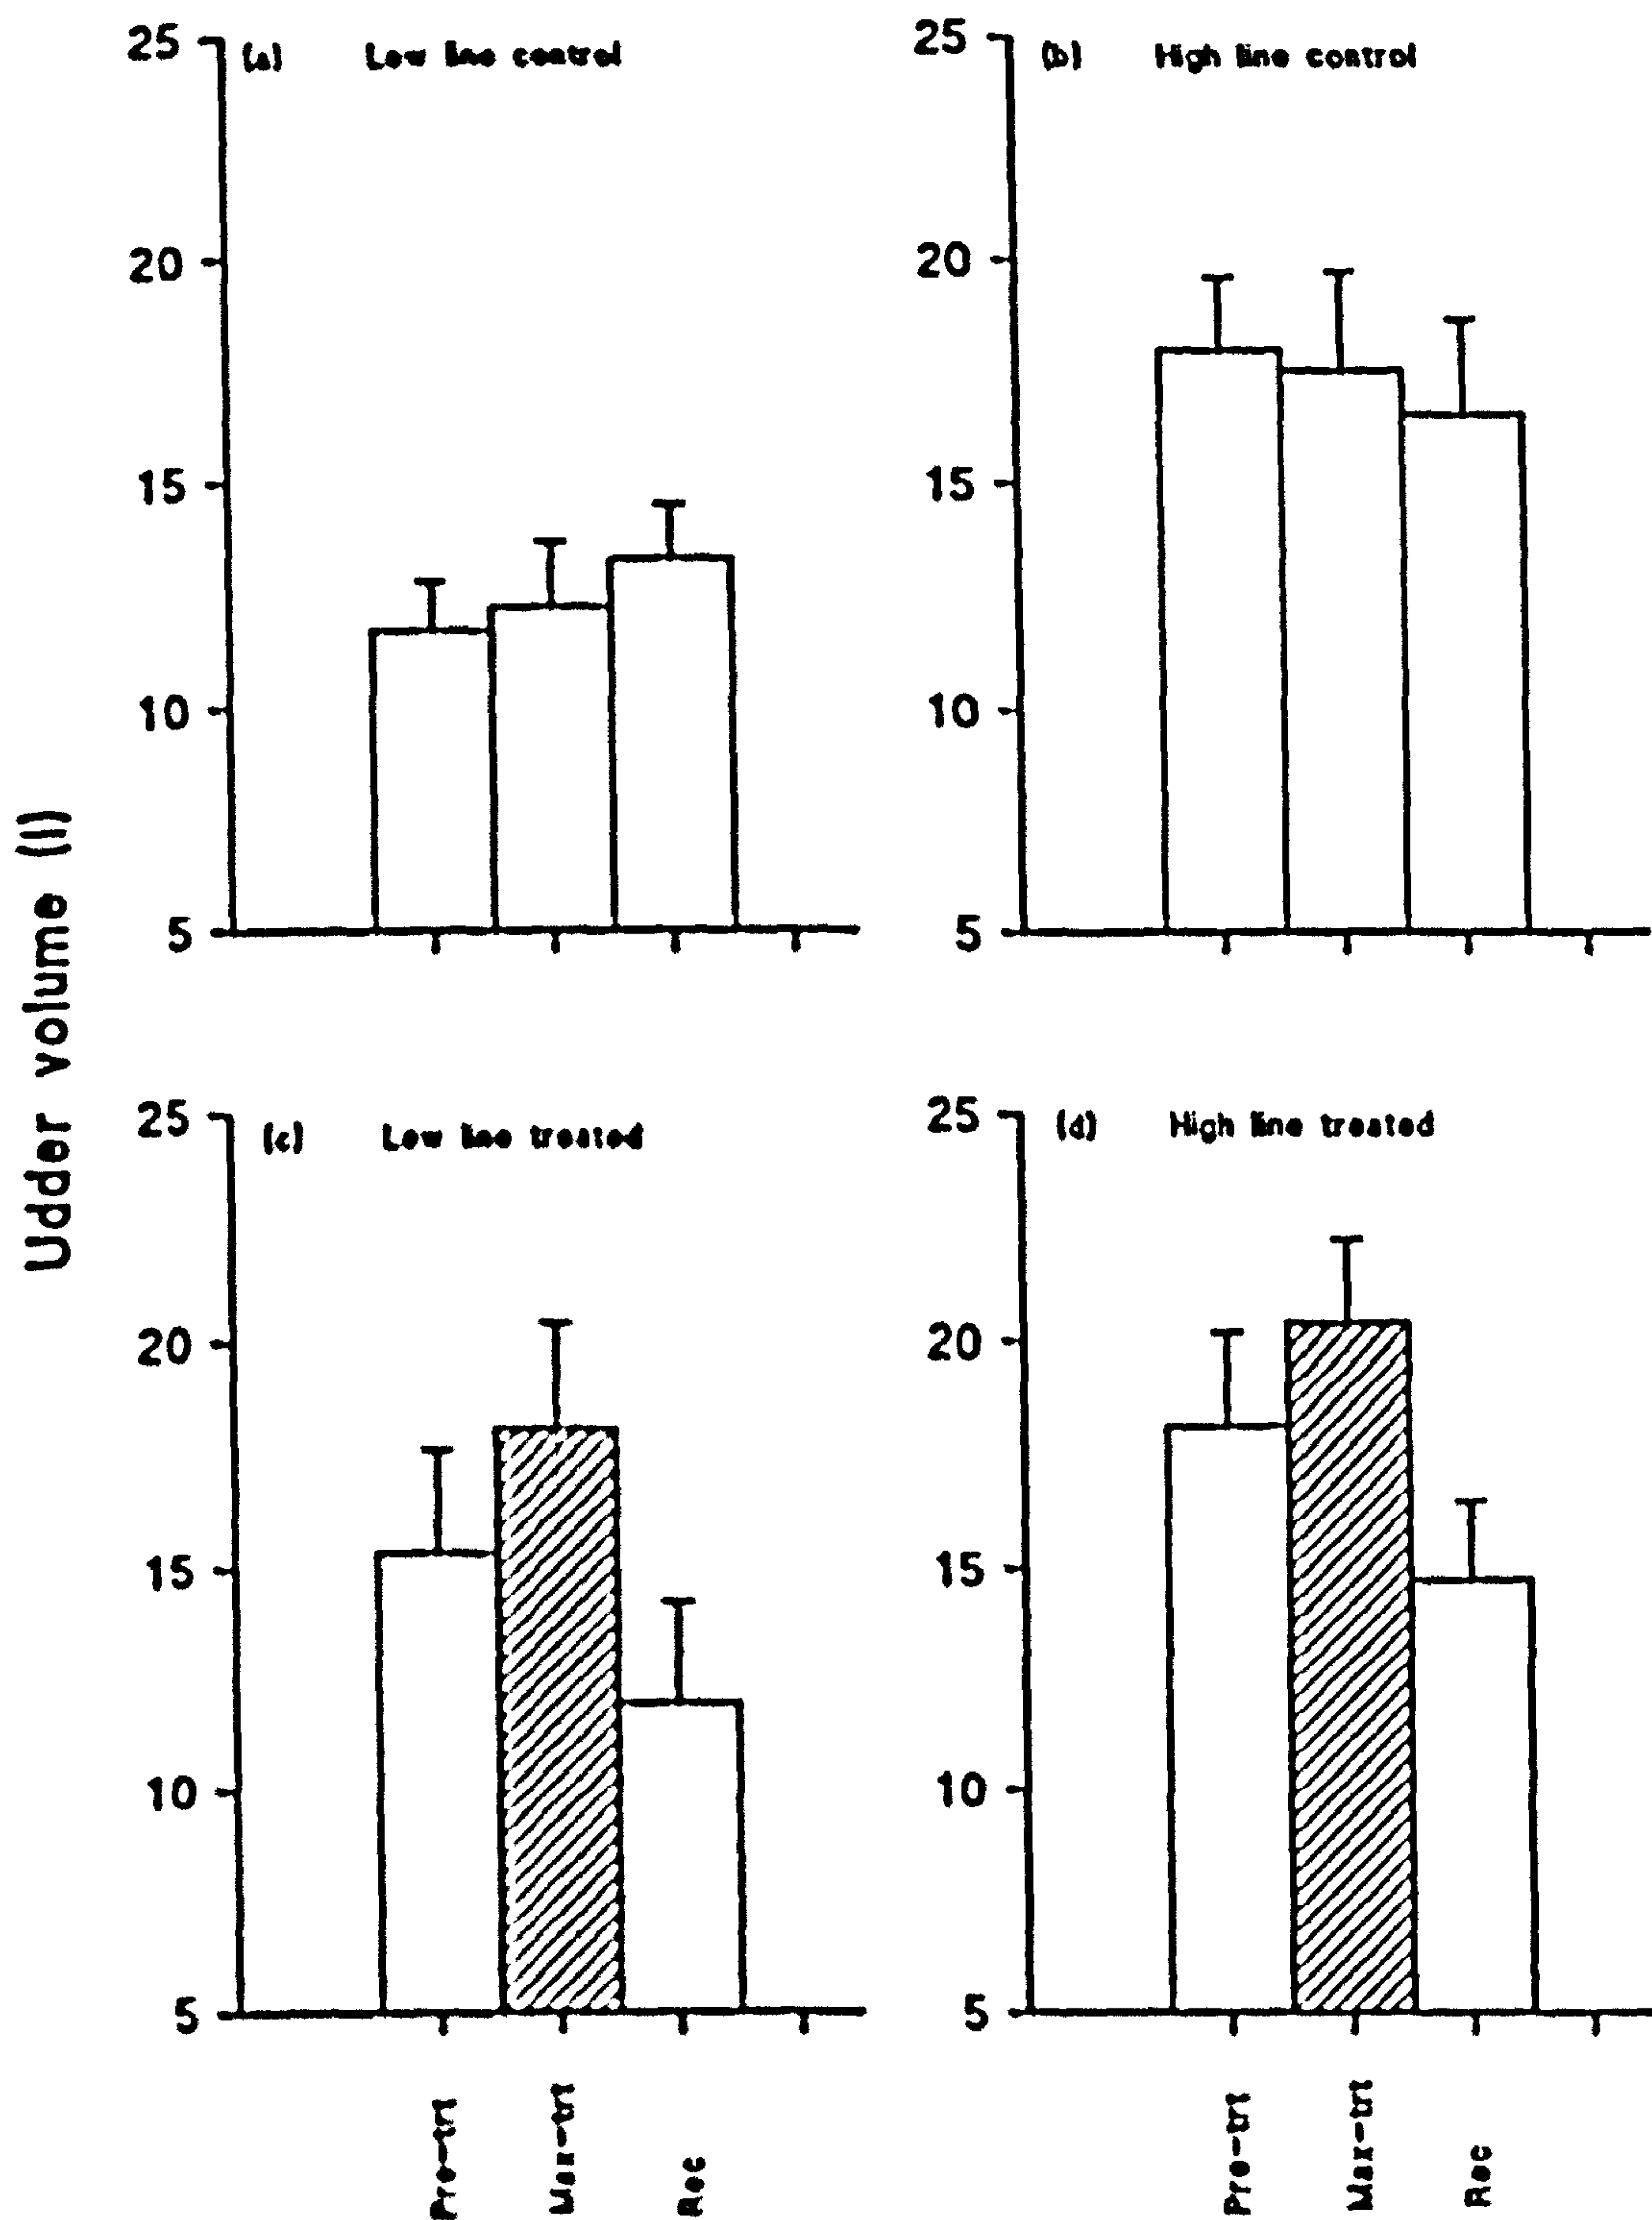 Udder volume (l)
(a) Low line control
25
20
15
10
5
(b) High line control
25
20
15
10
5
(c) Low line treated
25
20
15
10
5
Pre-trt
Max-trt
Rec
(d) High line treated
25
20
15
10
5
Pre-trt
Max-trt
Rec